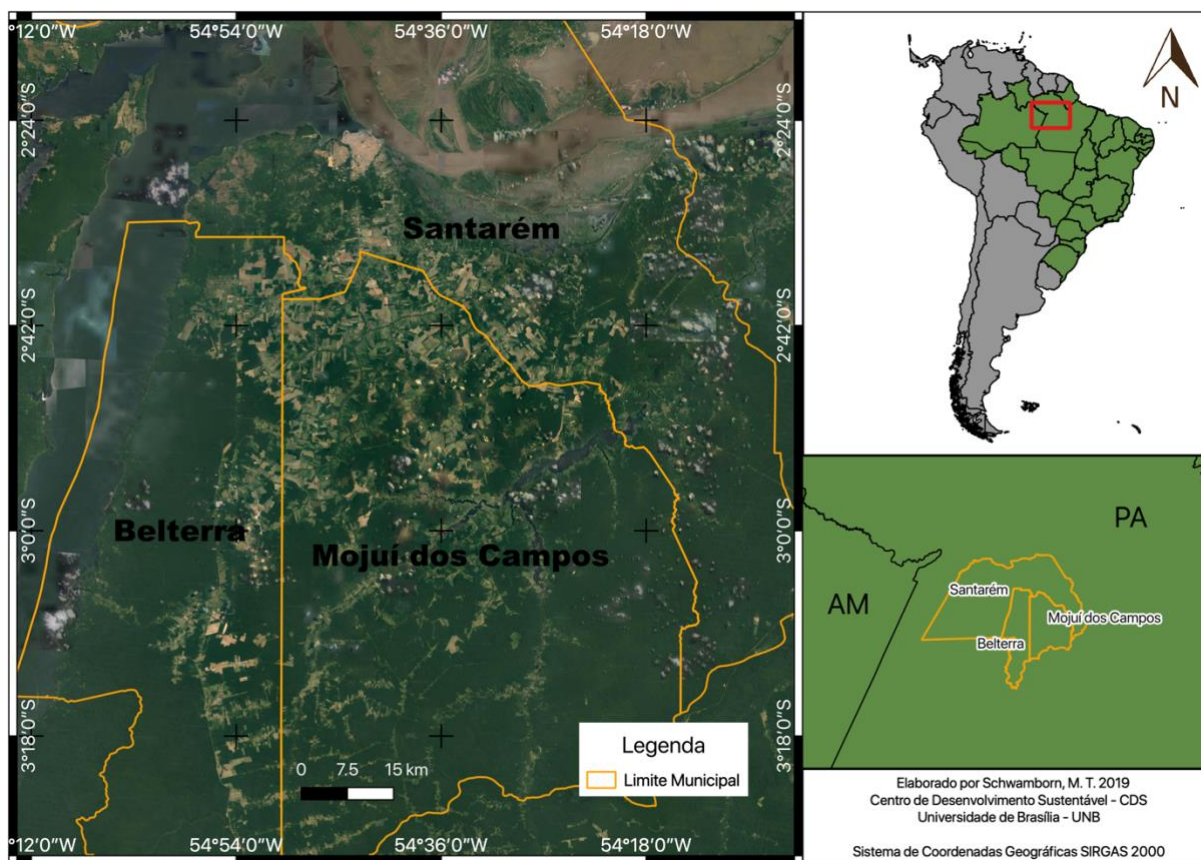 °12'0"W 54°54'0"W 54°36'0"W 54°18'0"W
2°24'0"S 2°24'0"S
Santarém
2°42'0"S 2°42'0"S
Belterra
3°0'0"S 3°0'0"S
Mojuí dos Campos
3°18'0"S 3°18'0"S
Legenda
Limite Municipal
0 7.5 15 km
°12'0"W 54°54'0"W 54°36'0"W 54°18'0"W
N
PA
AM
Santarém
Mojuí dos Campos
Belterra
Elaborado por Schwamborn, M. T. 2019
Centro de Desenvolvimento Sustentável - CDS
Universidade de Brasília - UNB
Sistema de Coordenadas Geográficas SIRGAS 2000